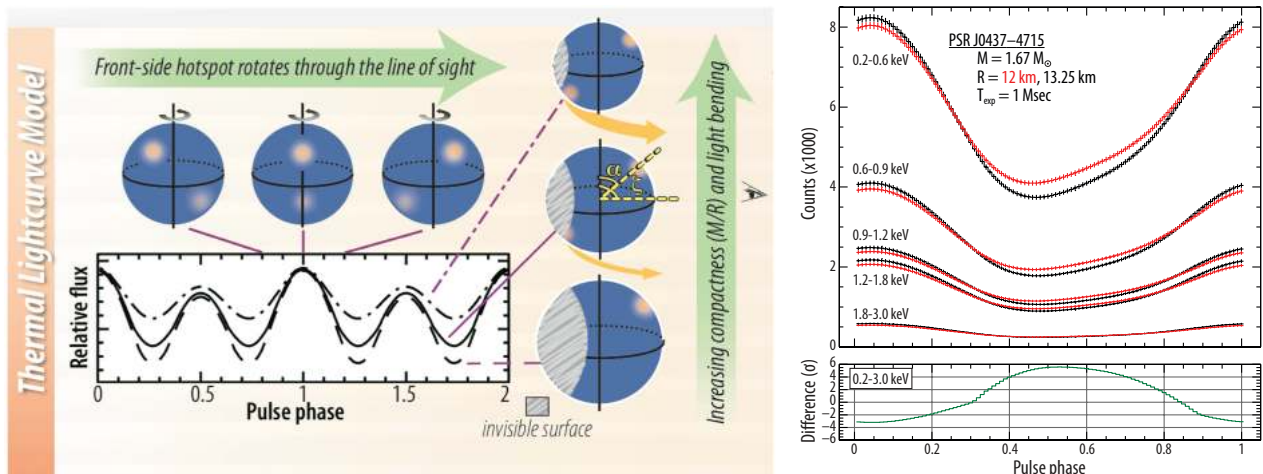 Thermal Lightcurve Model
Front-side hotspot rotates through the line of sight
α
ξ
Increasing compactness (M/R) and light bending
Relative flux
0
0.5
1.0
1.5
2
Pulse phase
invisible surface
PSR J0437–4715
M = 1.67 M⊙
R = 12 km, 13.25 km
Texp = 1 Msec
0.2-0.6 keV
0.6-0.9 keV
0.9-1.2 keV
1.2-1.8 keV
1.8-3.0 keV
Counts (x1000)
8
6
4
2
0
0.2-3.0 keV
Difference (σ)
6
4
2
0
−2
−4
−6
0
0.2
0.4
0.6
0.8
1
Pulse phase